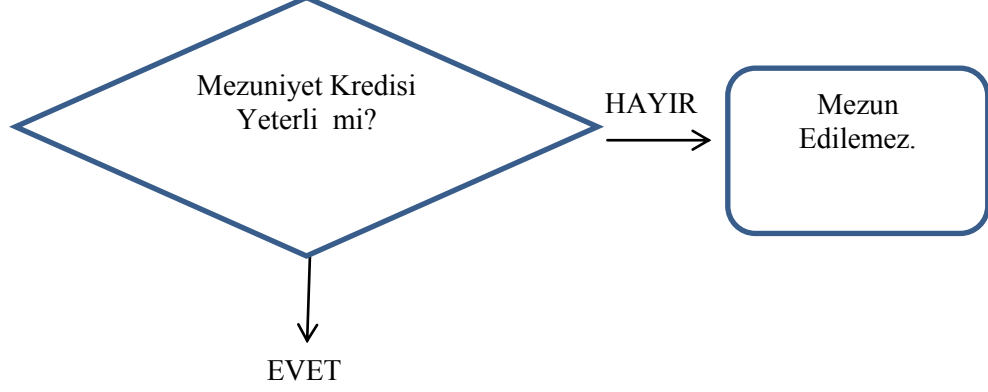 Mezuniyet Kredisi
Yeterli mi?
HAYIR
Mezun
Edilemez.
EVET